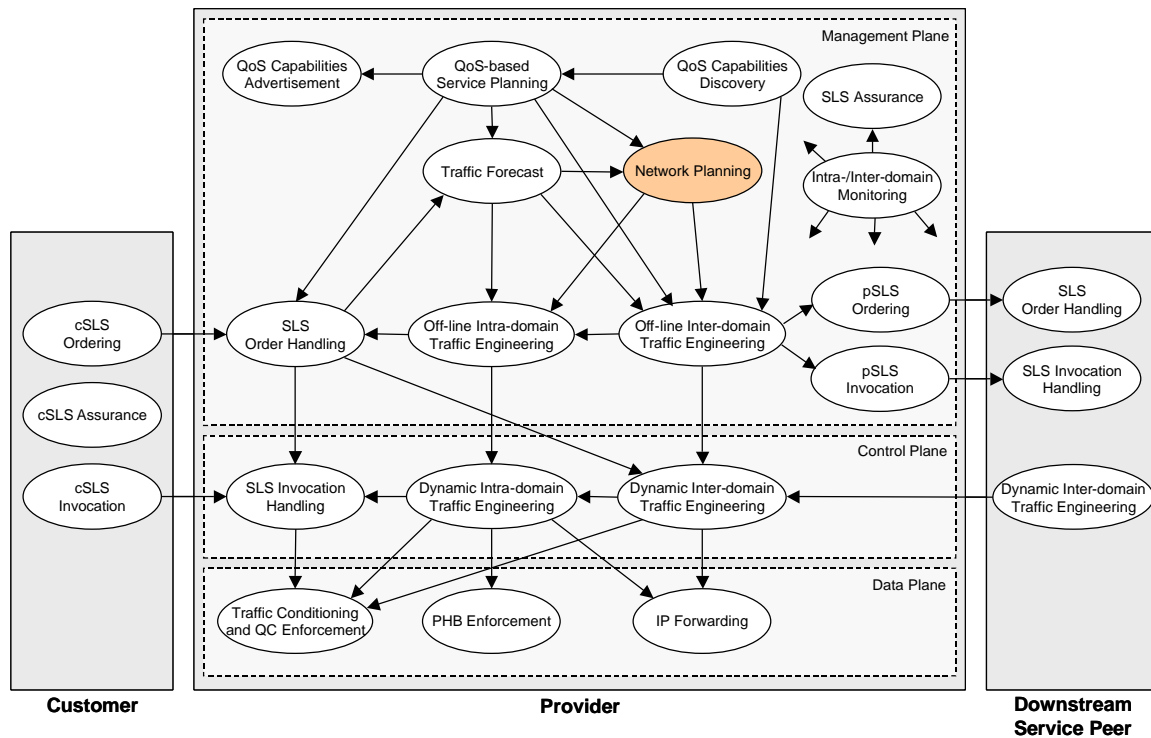 Management Plane
QoS Capabilities
Advertisement
QoS-based
Service Planning
QoS Capabilities
Discovery
SLS Assurance
Traffic Forecast
Network Planning
Intra-/Inter-domain
Monitoring
cSLS
Ordering
SLS
Order Handling
Off-line Intra-domain
Traffic Engineering
Off-line Inter-domain
Traffic Engineering
pSLS
Ordering
SLS
Order Handling
pSLS
Invocation
SLS Invocation
Handling
cSLS Assurance
Control Plane
cSLS
Invocation
SLS Invocation
Handling
Dynamic Intra-domain
Traffic Engineering
Dynamic Inter-domain
Traffic Engineering
Dynamic Inter-domain
Traffic Engineering
Data Plane
Traffic Conditioning
and QC Enforcement
PHB Enforcement
IP Forwarding
Customer
Provider
Downstream
Service Peer